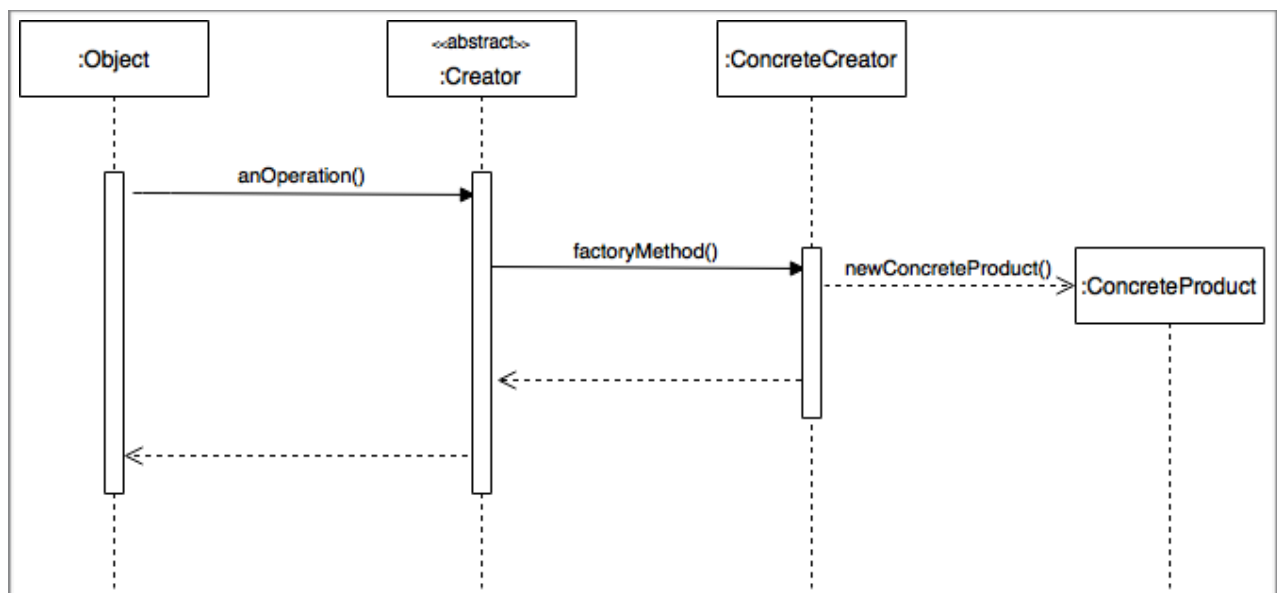 :Object
<<abstract>>
:Creator
:ConcreteCreator
anOperation()
factoryMethod()
newConcreteProduct()
:ConcreteProduct